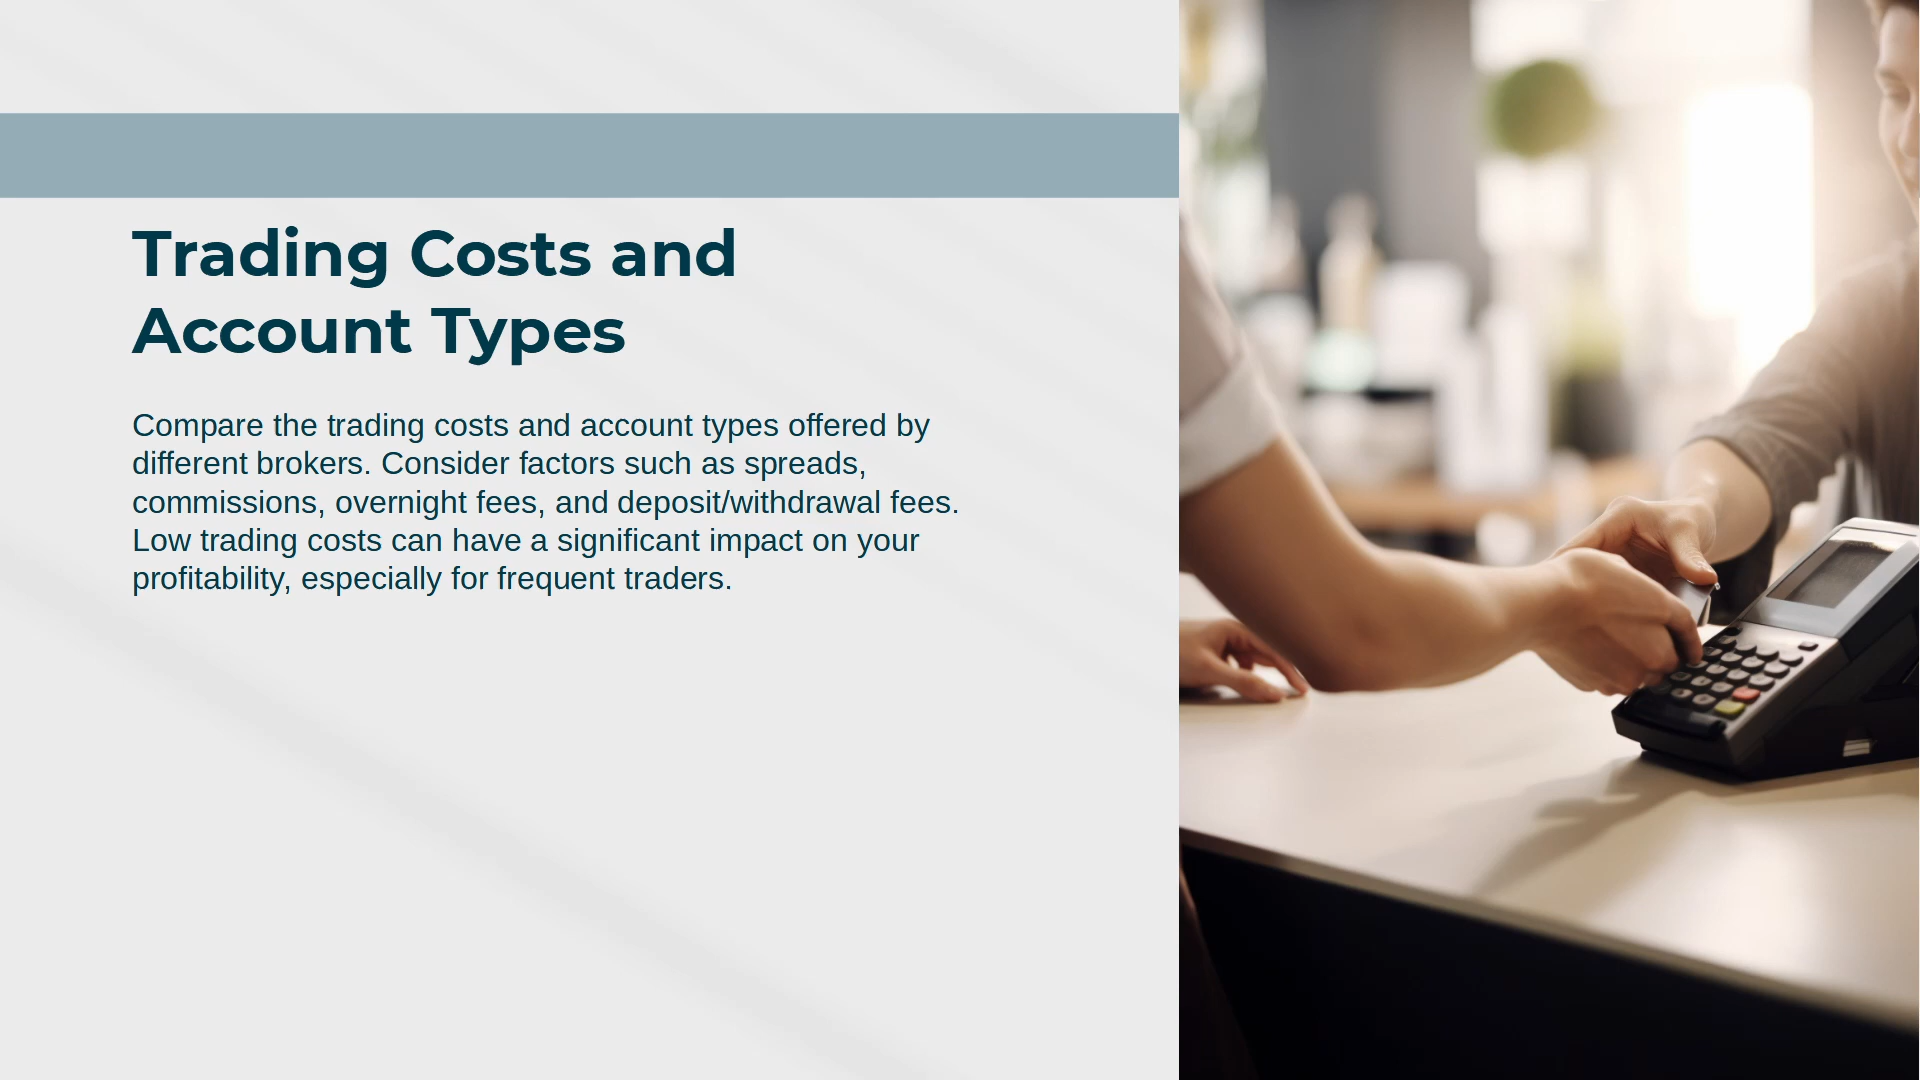 Trading Costs and
Account Types
Compare the trading costs and account types offered by
different brokers. Consider factors such as spreads,
commissions, overnight fees, and deposit/withdrawal fees.
Low trading costs can have a significant impact on your
profitability, especially for frequent traders.